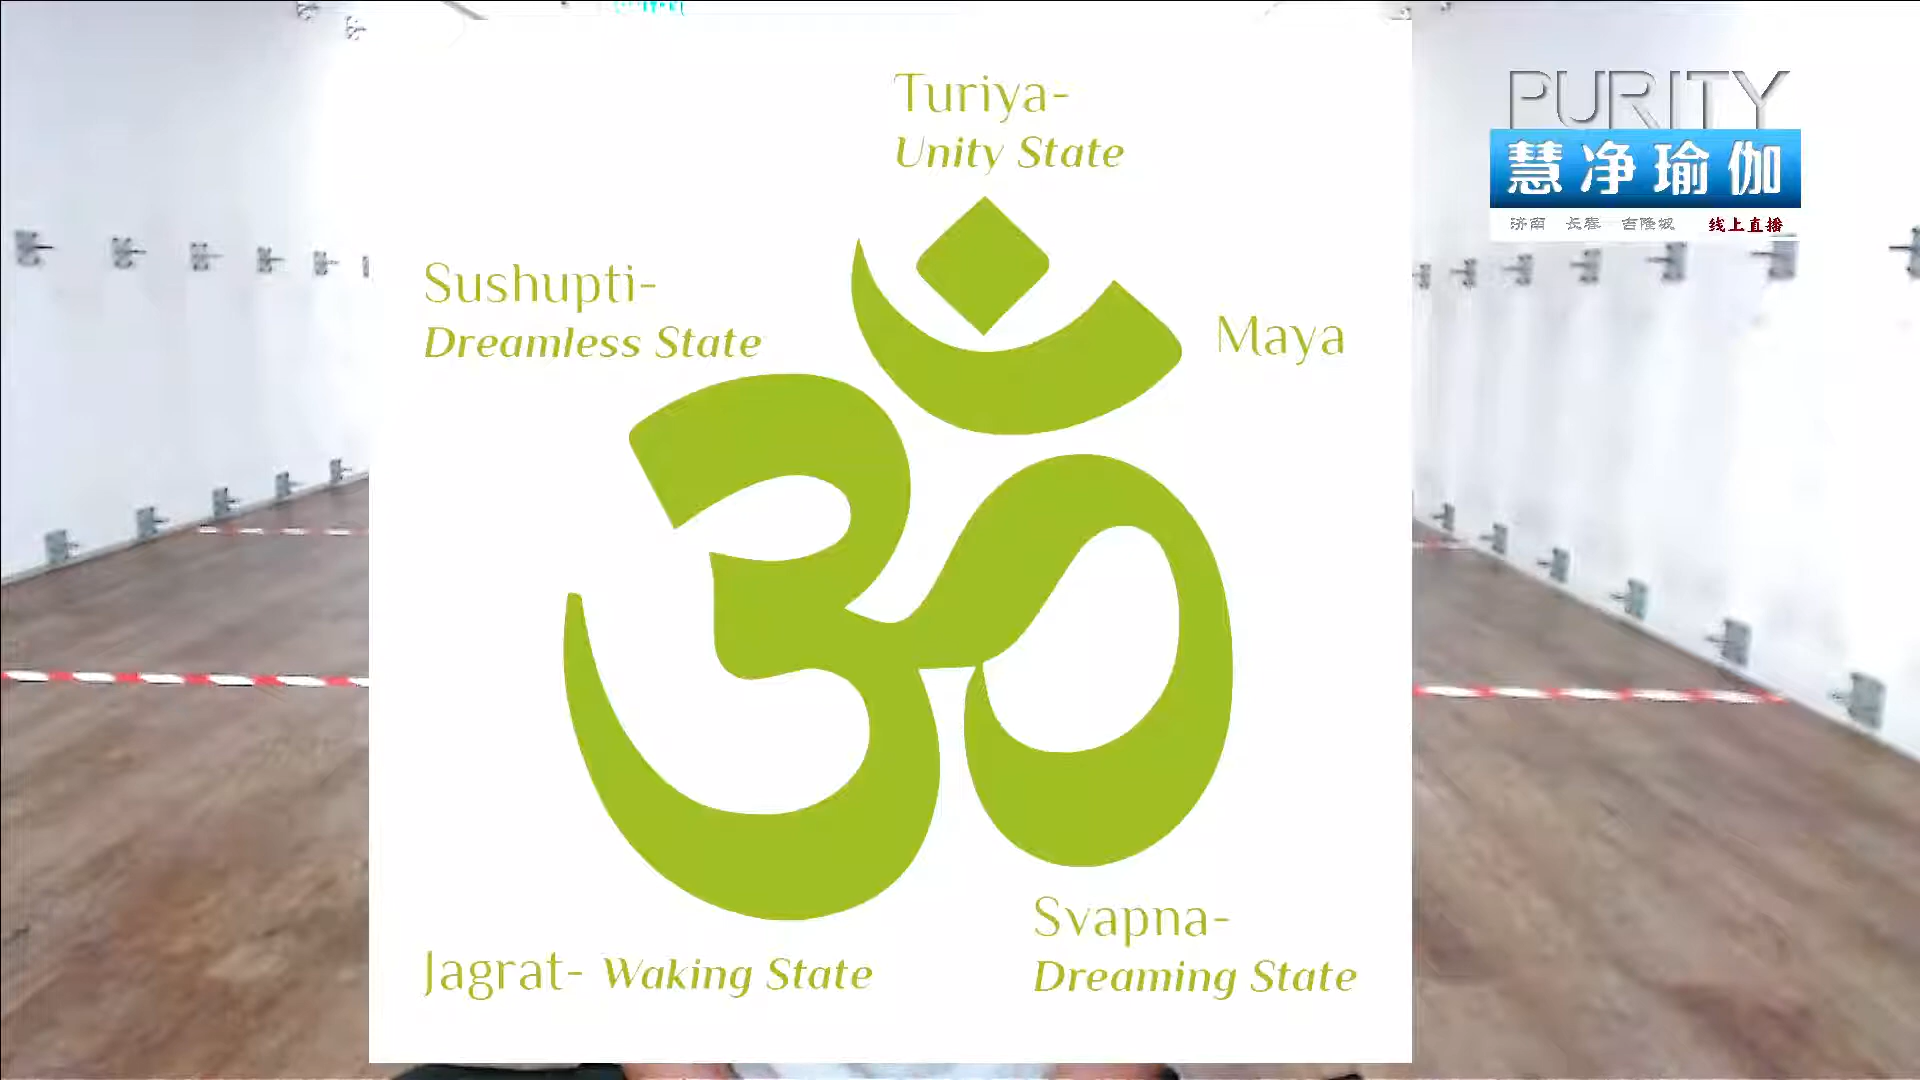 Turiya-
Unity State
Sushupti-
Dreamless State
Maya
Jagrat- Waking State
Svapna-
Dreaming State
PURITY
慧净瑜伽
济南 长春 吉隆坡 线上直播